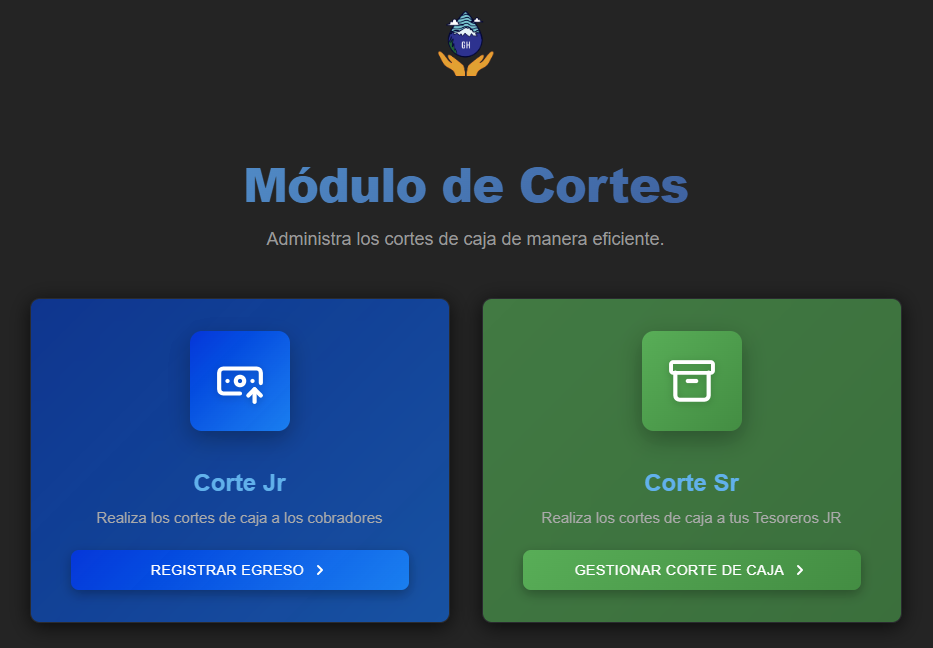 GH
Módulo de Cortes
Administra los cortes de caja de manera eficiente.
Corte Jr
Realiza los cortes de caja a los cobradores
REGISTRAR EGRESO
Corte Sr
Realiza los cortes de caja a tus Tesoreros JR
GESTIONAR CORTE DE CAJA